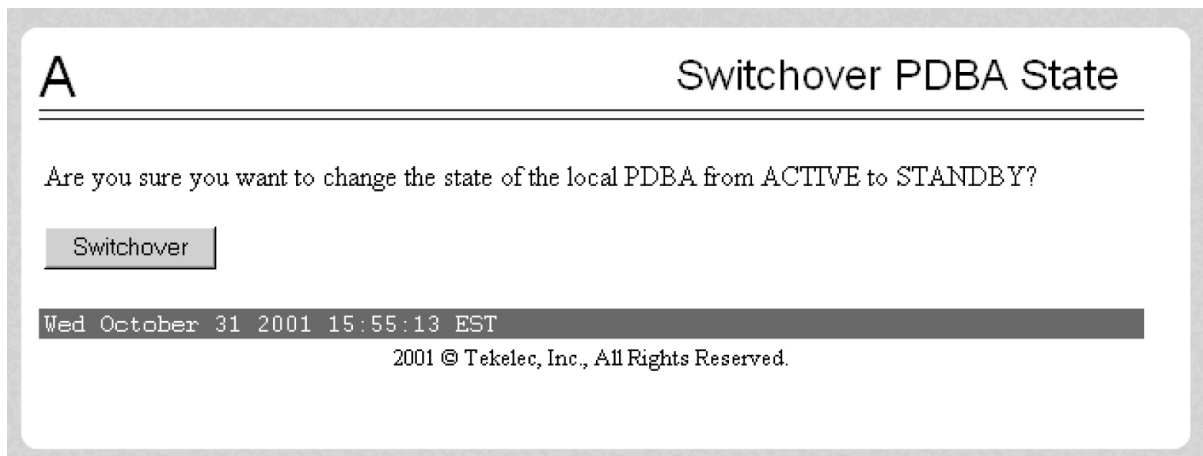 A
Switchover PDBA State
Are you sure you want to change the state of the local PDBA from ACTIVE to STANDBY?
Switchover
Wed October 31 2001 15:55:13 EST
2001 © Tekelec, Inc., All Rights Reserved.